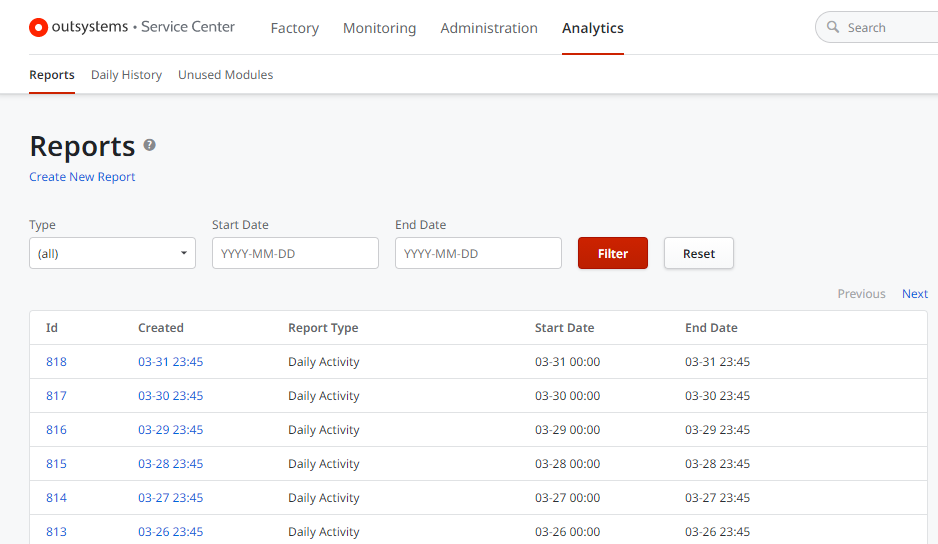 outsystems • Service Center Factory Monitoring Administration Analytics Search
Reports Daily History Unused Modules
Reports ?
Create New Report
Type Start Date End Date
(all) YYYY-MM-DD YYYY-MM-DD Filter Reset
Previous Next
Id Created Report Type Start Date End Date
818 03-31 23:45 Daily Activity 03-31 00:00 03-31 23:45
817 03-30 23:45 Daily Activity 03-30 00:00 03-30 23:45
816 03-29 23:45 Daily Activity 03-29 00:00 03-29 23:45
815 03-28 23:45 Daily Activity 03-28 00:00 03-28 23:45
814 03-27 23:45 Daily Activity 03-27 00:00 03-27 23:45
813 03-26 23:45 Daily Activity 03-26 00:00 03-26 23:45